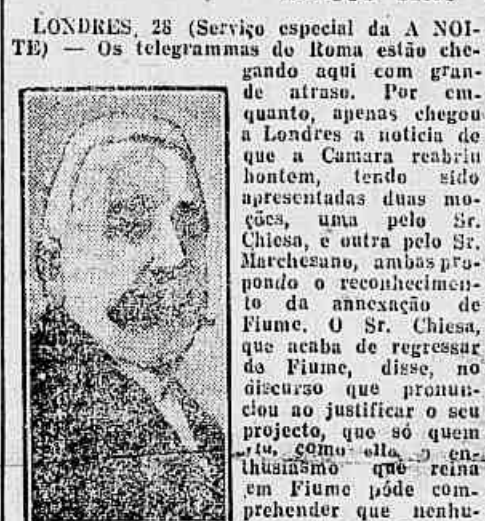 LONDRES, 28 (Serviço especial da A NOI-
TE) — Os telegrammas de Roma estão che-
gando aqui com gran-
de atraso. Por em-
quanto, apenas chegou
a Londres a noticia de
que a Camara reabriu
hontem, tendo sido
apresentadas duas mo-
ções, uma pelo Sr.
Chiesa, e outra pelo Sr.
Marchesano, ambas pro-
pondo o reconhecimen-
to da annexação de
Fiume. O Sr. Chiesa,
que acaba de regressar
de Fiume, disse, no
discurso que pronun-
ciou ao justificar o seu
projecto, que só quem
como elle, o en-
thusiasmo que reina
em Fiume póde com-
prehender que nenhu-